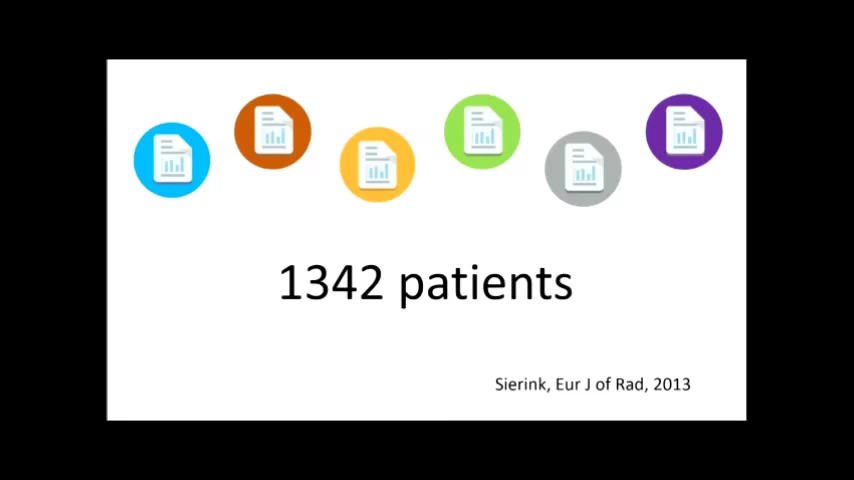 1342 patients
Sierink, Eur J of Rad, 2013